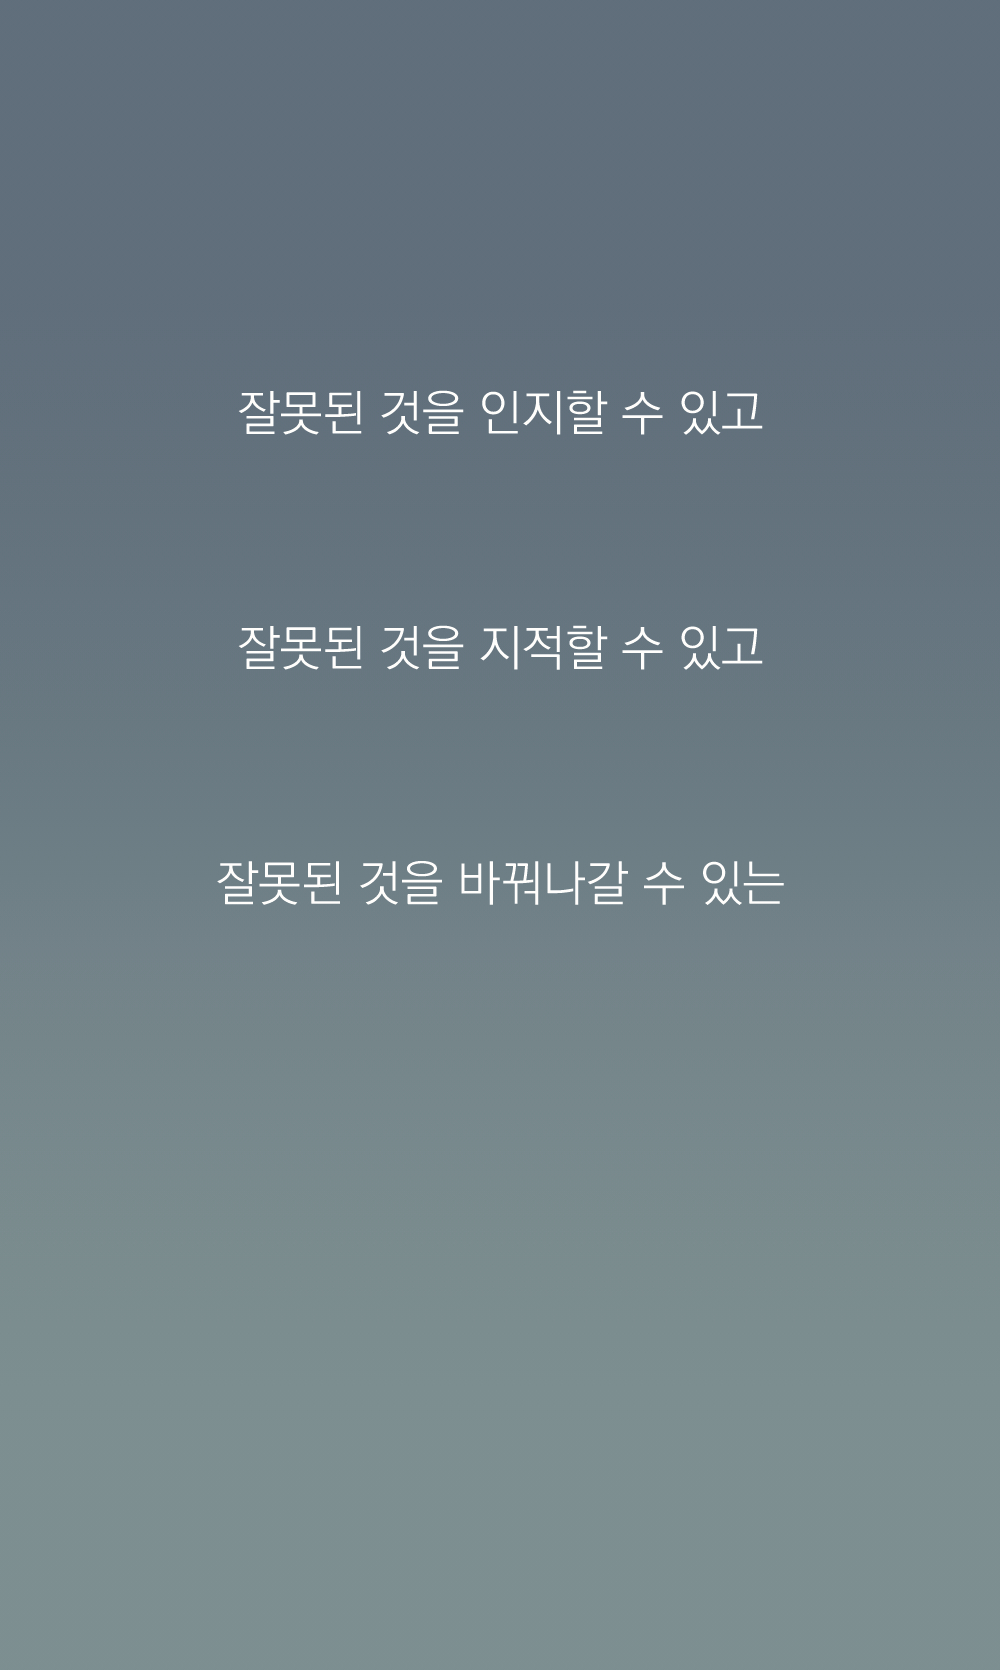 잘못된 것을 인지할 수 있고
잘못된 것을 지적할 수 있고
잘못된 것을 바꿔나갈 수 있는